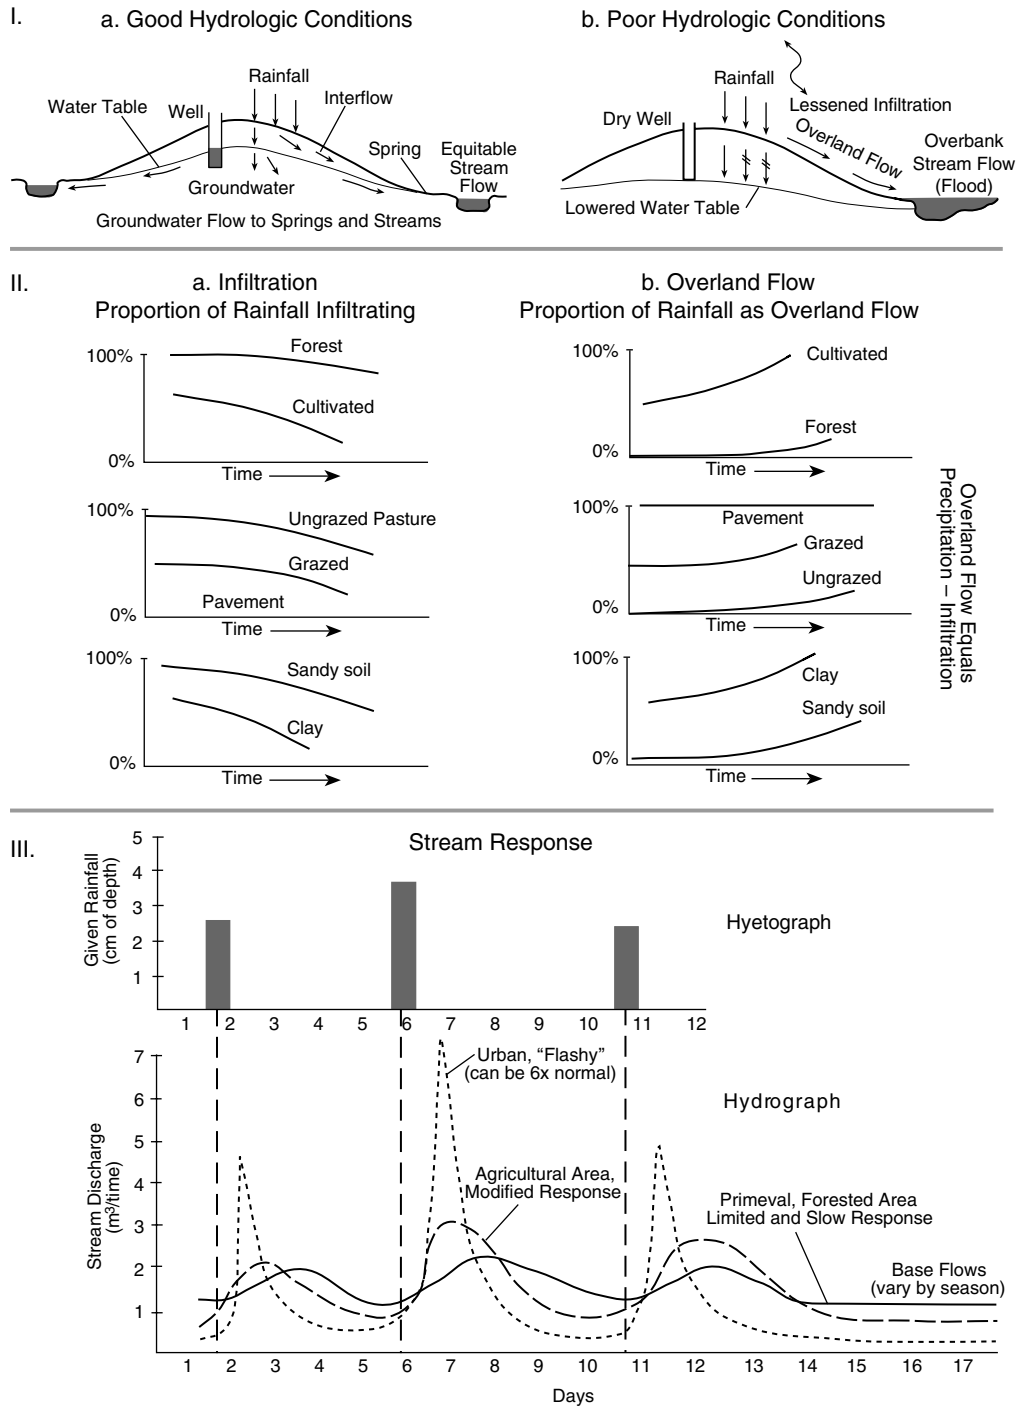 I.
a. Good Hydrologic Conditions
b. Poor Hydrologic Conditions
Rainfall
Water Table
Well
Interflow
Spring
Equitable
Stream
Flow
Groundwater
Groundwater Flow to Springs and Streams
Rainfall
Lessened Infiltration
Dry Well
Overland Flow
Overbank
Stream Flow
(Flood)
Lowered Water Table
II.
a. Infiltration
Proportion of Rainfall Infiltrating
b. Overland Flow
Proportion of Rainfall as Overland Flow
100%
Forest
Cultivated
0%
Time
100%
Ungrazed Pasture
Grazed
Pavement
0%
Time
100%
Sandy soil
Clay
0%
Time
100%
Cultivated
Forest
0%
Time
100%
Pavement
Grazed
Ungrazed
0%
Time
100%
Clay
Sandy soil
0%
Time
Overland Flow Equals
Precipitation – Infiltration
III.
Stream Response
Given Rainfall
(cm of depth)
5
4
3
2
1
Hyetograph
1 2 3 4 5 6 7 8 9 10 11 12
Stream Discharge
(m³/time)
7
6
5
4
3
2
1
Urban, “Flashy”
(can be 6x normal)
Hydrograph
Agricultural Area,
Modified Response
Primeval, Forested Area
Limited and Slow Response
Base Flows
(vary by season)
1 2 3 4 5 6 7 8 9 10 11 12 13 14 15 16 17
Days